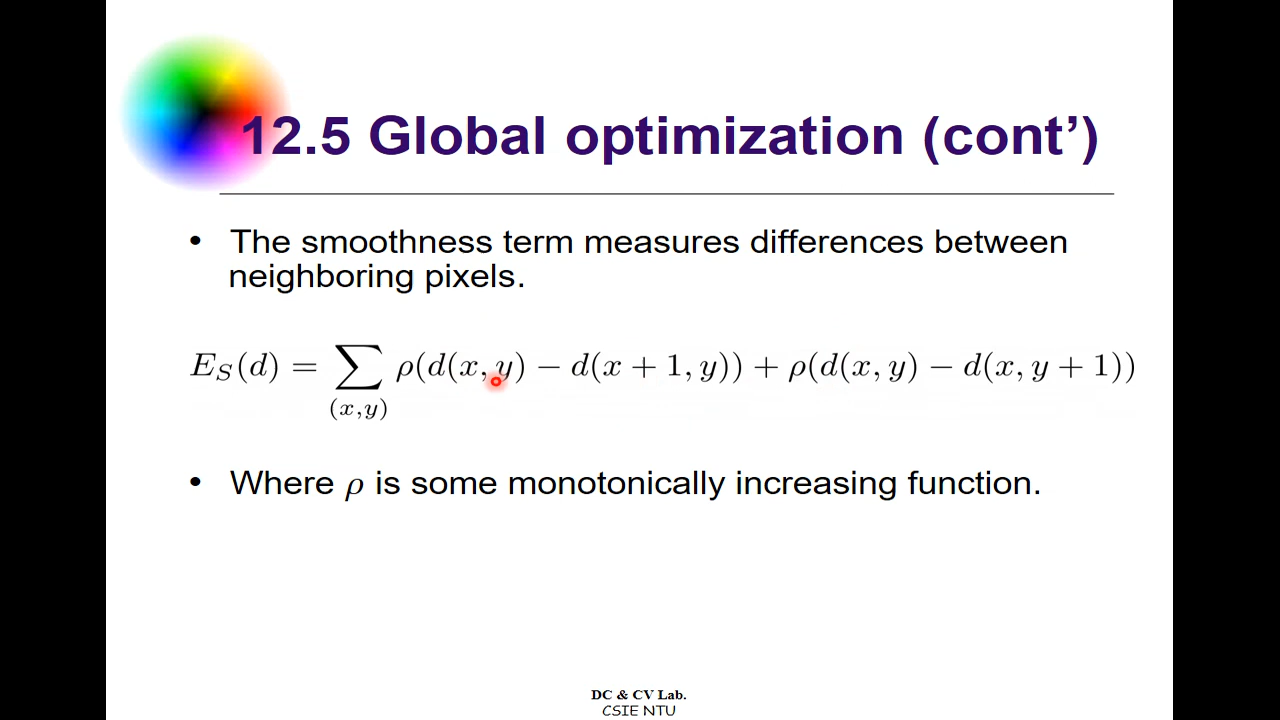 12.5 Global optimization (cont’)
• The smoothness term measures differences between
neighboring pixels.
E_S(d) = ∑_{(x,y)} ρ(d(x, y) − d(x + 1, y)) + ρ(d(x, y) − d(x, y + 1))
• Where ρ is some monotonically increasing function.
DC & CV Lab.
CSIE NTU